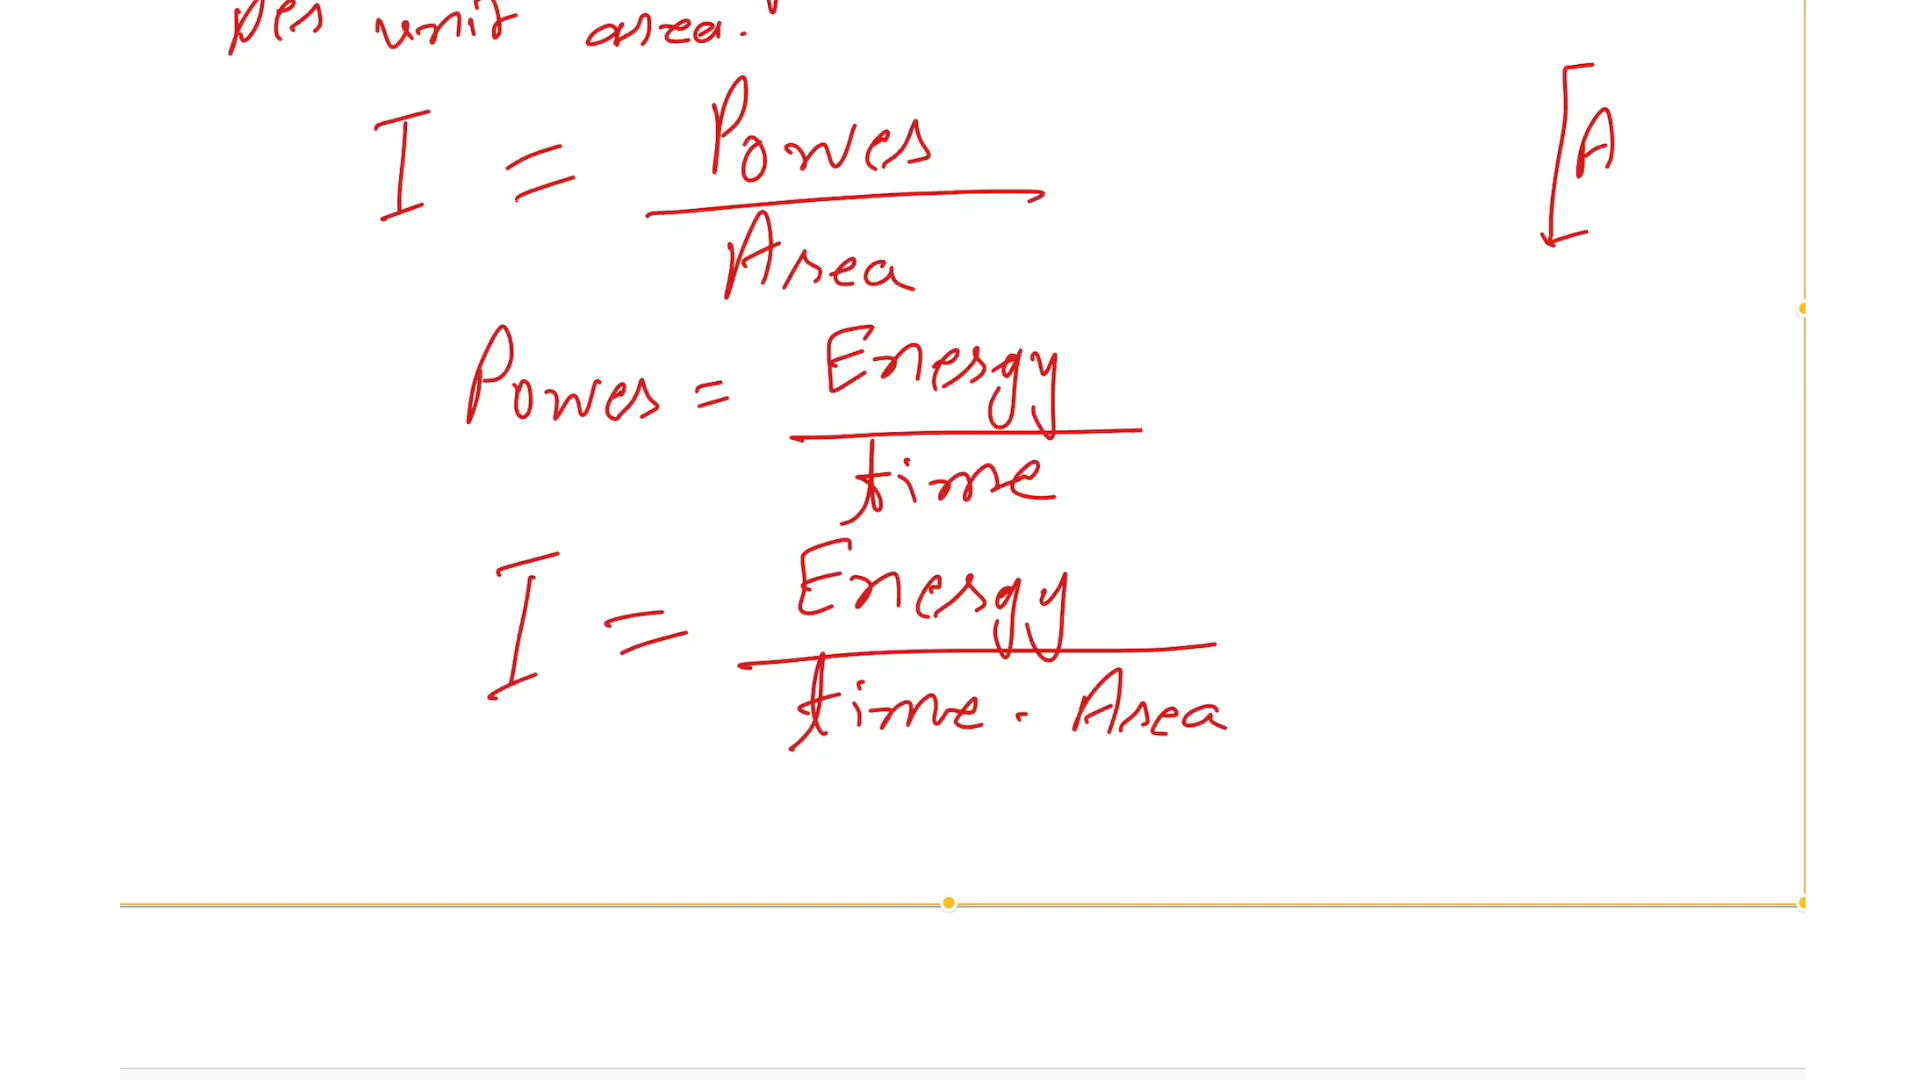 per unit area."
I = Power / Area
[A
Power = Energy / time
I = Energy / time . Area